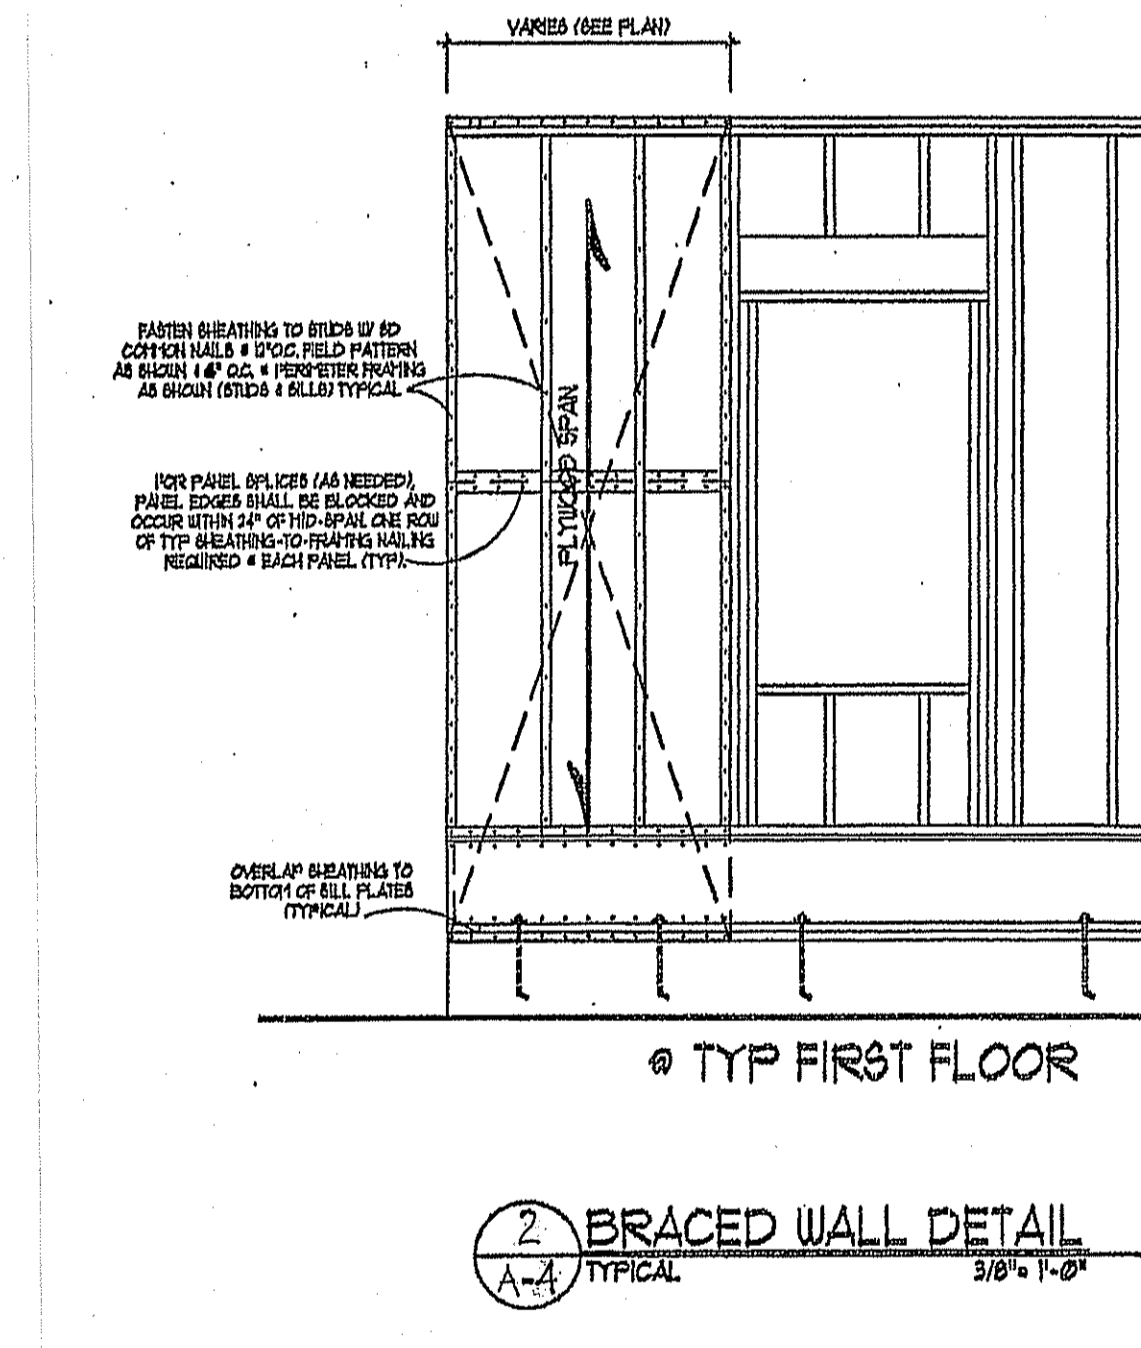 VARIES (SEE PLAN)
FASTEN SHEATHING TO STUDS W/ 8D
COMMON NAILS @ 12" O.C. FIELD PATTERN
AS SHOWN & 6" O.C. @ PERIMETER FRAMING
AS SHOWN (STUDS & SILLS) TYPICAL
PLYWOOD SPAN
FOR PANEL SPLICES (AS NEEDED),
PANEL EDGES SHALL BE BLOCKED AND
OCCUR WITHIN 24" OF MID-SPAN. ONE ROW
OF TYP SHEATHING-TO-FRAMING NAILING
REQUIRED @ EACH PANEL (TYP).
OVERLAP SHEATHING TO
BOTTOM OF SILL PLATES
(TYPICAL)
@ TYP FIRST FLOOR
2
A-4
BRACED WALL DETAIL
TYPICAL 3/8" = 1'-0"